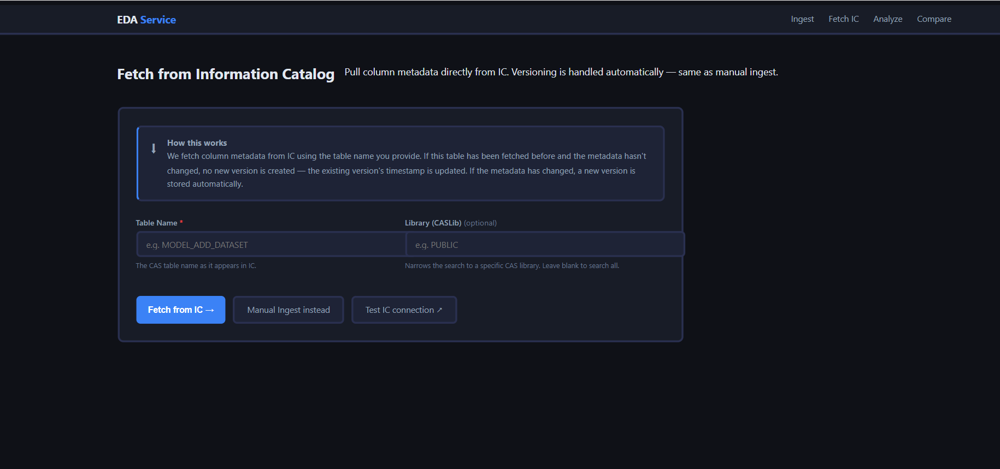 EDA Service
Ingest
Fetch IC
Analyze
Compare
Fetch from Information Catalog
Pull column metadata directly from IC. Versioning is handled automatically — same as manual ingest.
How this works
We fetch column metadata from IC using the table name you provide. If this table has been fetched before and the metadata hasn't
changed, no new version is created — the existing version's timestamp is updated. If the metadata has changed, a new version is
stored automatically.
Table Name *
Library (CASLib) (optional)
e.g. MODEL_ADD_DATASET
e.g. PUBLIC
The CAS table name as it appears in IC.
Narrows the search to a specific CAS library. Leave blank to search all.
Fetch from IC →
Manual Ingest instead
Test IC connection ↗